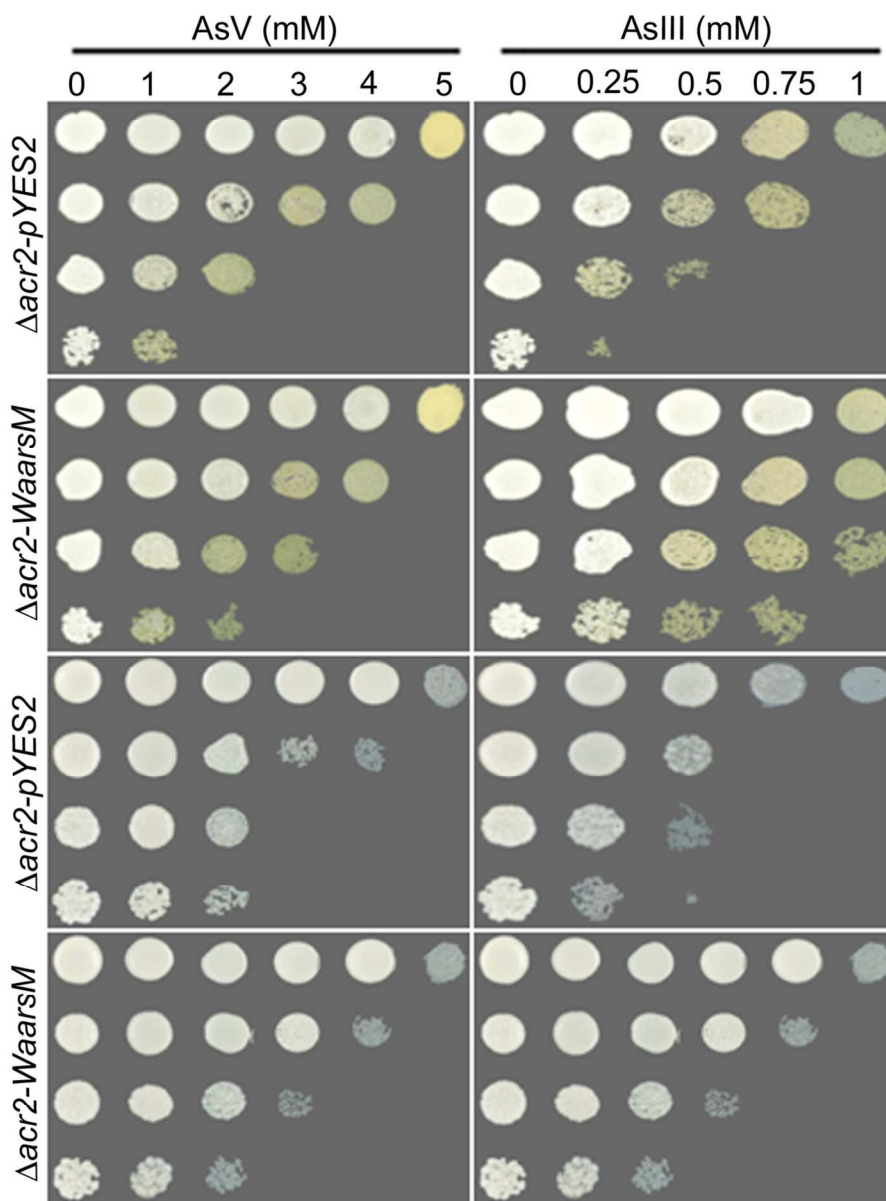 AsV (mM) AsIII (mM)
0 1 2 3 4 5 0 0.25 0.5 0.75 1
Δacr2-pYES2
Δacr2-WaarsM
Δacr2-pYES2
Δacr2-WaarsM